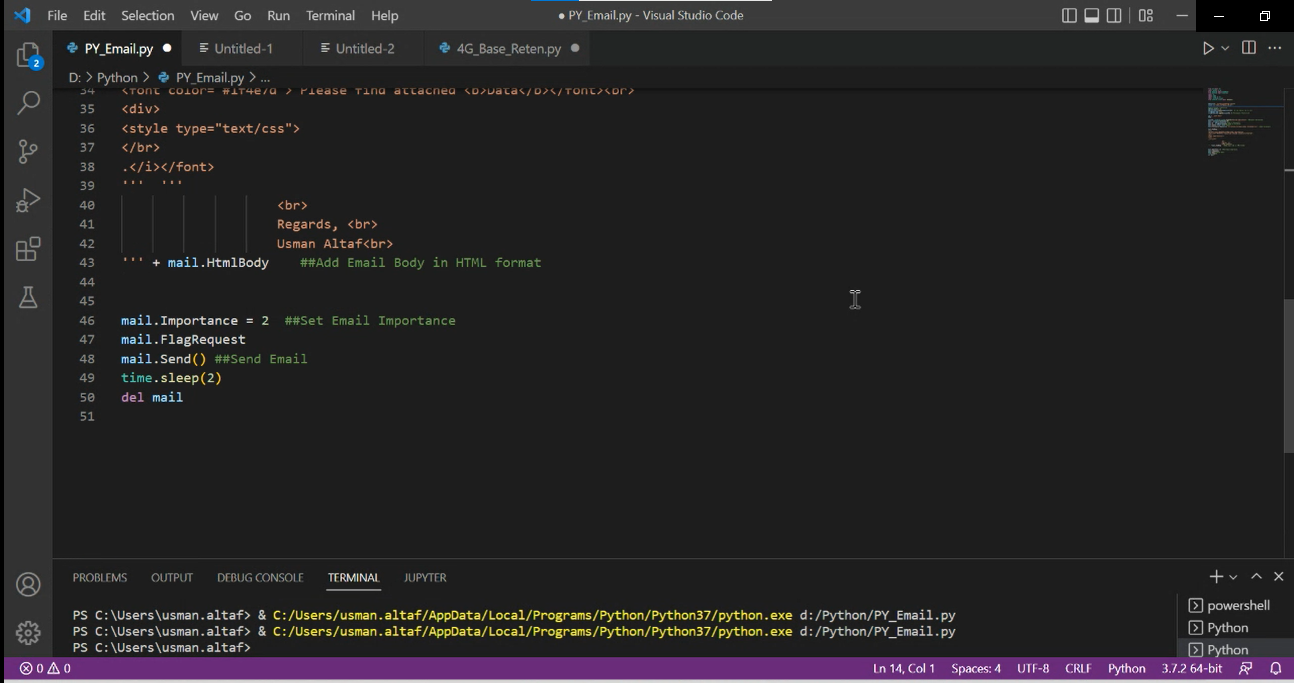 File Edit Selection View Go Run Terminal Help
● PY_Email.py - Visual Studio Code
PY_Email.py ● Untitled-1 Untitled-2 4G_Base_Reten.py ●
D: > Python > PY_Email.py > ...
34 <font color="#1f4e7d"> Please find attached <b>Data</b></font><br>
35 <div>
36 <style type="text/css">
37 </br>
38 .</i></font>
39 ''' '''
40 <br>
41 Regards, <br>
42 Usman Altaf<br>
43 ''' + mail.HtmlBody ##Add Email Body in HTML format
44
45
46 mail.Importance = 2 ##Set Email Importance
47 mail.FlagRequest
48 mail.Send() ##Send Email
49 time.sleep(2)
50 del mail
51
2
PROBLEMS OUTPUT DEBUG CONSOLE TERMINAL JUPYTER
PS C:\Users\usman.altaf> & C:/Users/usman.altaf/AppData/Local/Programs/Python/Python37/python.exe d:/Python/PY_Email.py
PS C:\Users\usman.altaf> & C:/Users/usman.altaf/AppData/Local/Programs/Python/Python37/python.exe d:/Python/PY_Email.py
PS C:\Users\usman.altaf>
powershell
Python
Python
0 0 Ln 14, Col 1 Spaces: 4 UTF-8 CRLF Python 3.7.2 64-bit